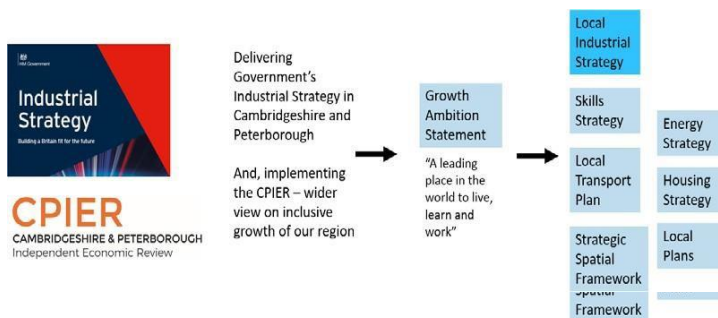 HM Government
Industrial
Strategy
Building a Britain fit for the future
CPIER
CAMBRIDGESHIRE & PETERBOROUGH
Independent Economic Review
Delivering
Government’s
Industrial Strategy in
Cambridgeshire and
Peterborough
And, implementing
the CPIER – wider
view on inclusive
growth of our region
Growth
Ambition
Statement
“A leading
place in the
world to live,
learn and
work”
Local
Industrial
Strategy
Skills
Strategy
Local
Transport
Plan
Strategic
Spatial
Framework
Spatial
Framework
Energy
Strategy
Housing
Strategy
Local
Plans